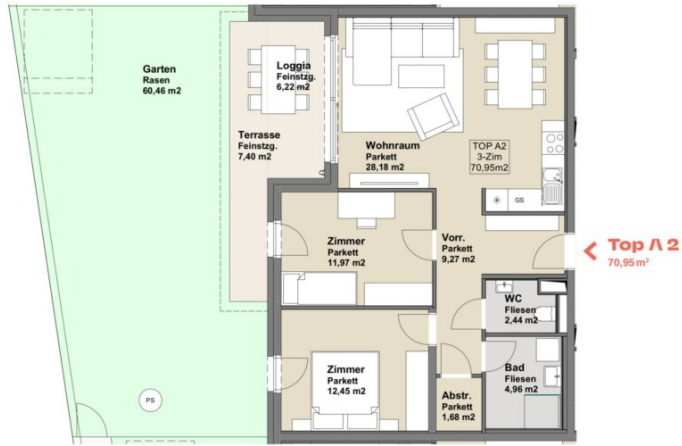 Garten
Rasen
60,46 m2
Loggia
Feinstzg.
6,22 m2
Terrasse
Feinstzg.
7,40 m2
Wohnraum
Parkett
28,18 m2
TOP A2
3-Zim
70,95m2
GS
Zimmer
Parkett
11,97 m2
Vorr.
Parkett
9,27 m2
Top A 2
70,95 m²
WC
Fliesen
2,44 m2
Zimmer
Parkett
12,45 m2
Bad
Fliesen
4,96 m2
Abstr.
Parkett
1,68 m2
PS